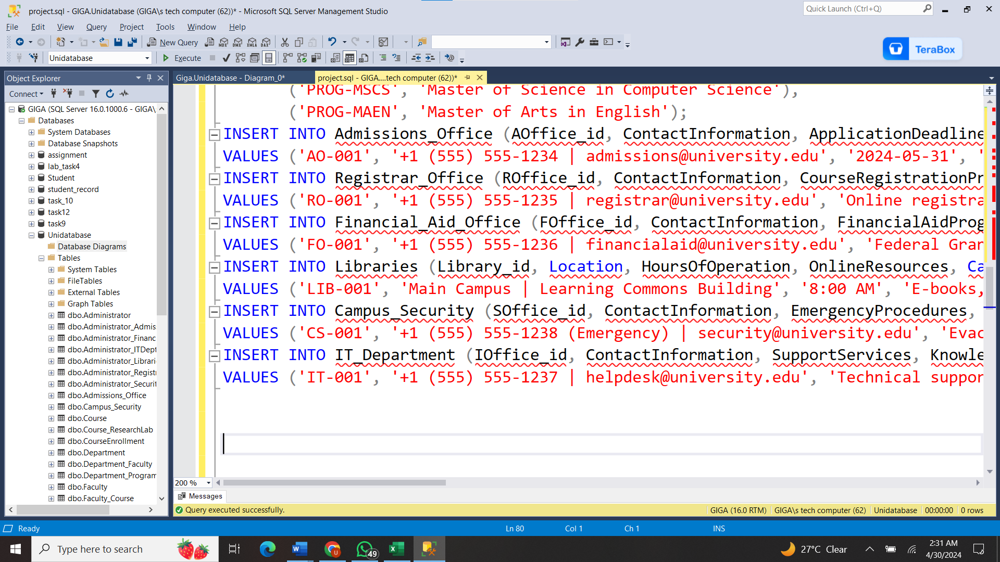 project.sql - GIGA.Unidatabase (GIGA\s tech computer (62))* - Microsoft SQL Server Management Studio
Quick Launch (Ctrl+Q)
File Edit View Query Project Tools Window Help
New Query
MDX DMX XMLA DAX
TeraBox
Unidatabase
Execute
Object Explorer
Giga.Unidatabase - Diagram_0*
project.sql - GIGA....tech computer (62))*
Connect
GIGA (SQL Server 16.0.1000.6 - GIGA\
Databases
System Databases
Database Snapshots
assignment
lab_task4
Student
student_record
task_10
task12
task9
Unidatabase
Database Diagrams
Tables
System Tables
FileTables
External Tables
Graph Tables
dbo.Administrator
dbo.Administrator_Admis
dbo.Administrator_Financ
dbo.Administrator_ITDept
dbo.Administrator_Librari
dbo.Administrator_Registr
dbo.Administrator_Securit
dbo.Admissions_Office
dbo.Campus_Security
dbo.Course
dbo.Course_ResearchLab
dbo.CourseEnrollment
dbo.Department
dbo.Department_Faculty
dbo.Department_Program
dbo.Faculty
dbo.Faculty_Course
('PROG-MSCS', 'Master of Science in Computer Science'),
('PROG-MAEN', 'Master of Arts in English');
INSERT INTO Admissions_Office (AOffice_id, ContactInformation, ApplicationDeadline
VALUES ('AO-001', '+1 (555) 555-1234 | admissions@university.edu', '2024-05-31', '
INSERT INTO Registrar_Office (ROffice_id, ContactInformation, CourseRegistrationPr
VALUES ('RO-001', '+1 (555) 555-1235 | registrar@university.edu', 'Online registra
INSERT INTO Financial_Aid_Office (FOffice_id, ContactInformation, FinancialAidProg
VALUES ('FO-001', '+1 (555) 555-1236 | financialaid@university.edu', 'Federal Gran
INSERT INTO Libraries (Library_id, Location, HoursOfOperation, OnlineResources, Ca
VALUES ('LIB-001', 'Main Campus | Learning Commons Building', '8:00 AM', 'E-books,
INSERT INTO Campus_Security (SOffice_id, ContactInformation, EmergencyProcedures,
VALUES ('CS-001', '+1 (555) 555-1238 (Emergency) | security@university.edu', 'Evac
INSERT INTO IT_Department (IOffice_id, ContactInformation, SupportServices, Knowle
VALUES ('IT-001', '+1 (555) 555-1237 | helpdesk@university.edu', 'Technical suppor
200 %
Messages
Query executed successfully.
GIGA (16.0 RTM) GIGA\s tech computer (62) Unidatabase 00:00:00 0 rows
Ready
Ln 80 Col 1 Ch 1 INS
Type here to search
49
27°C Clear
2:31 AM
4/30/2024